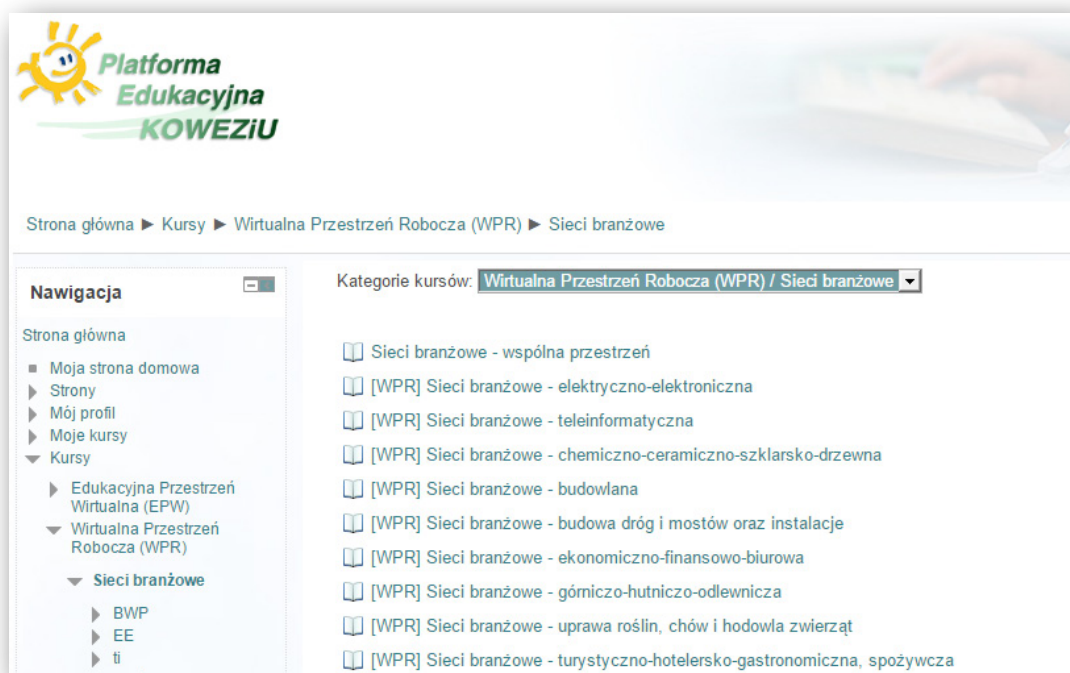 Platforma
Edukacyjna
KOWEZiU
Strona główna ► Kursy ► Wirtualna Przestrzeń Robocza (WPR) ► Sieci branżowe
Nawigacja
Strona główna
Moja strona domowa
Strony
Mój profil
Moje kursy
Kursy
Edukacyjna Przestrzeń
Wirtualna (EPW)
Wirtualna Przestrzeń
Robocza (WPR)
Sieci branżowe
BWP
EE
ti
Kategorie kursów: Wirtualna Przestrzeń Robocza (WPR) / Sieci branżowe
Sieci branżowe - wspólna przestrzeń
[WPR] Sieci branżowe - elektryczno-elektroniczna
[WPR] Sieci branżowe - teleinformatyczna
[WPR] Sieci branżowe - chemiczno-ceramiczno-szklarsko-drzewna
[WPR] Sieci branżowe - budowlana
[WPR] Sieci branżowe - budowa dróg i mostów oraz instalacje
[WPR] Sieci branżowe - ekonomiczno-finansowo-biurowa
[WPR] Sieci branżowe - górniczo-hutniczo-odlewnicza
[WPR] Sieci branżowe - uprawa roślin, chów i hodowla zwierząt
[WPR] Sieci branżowe - turystyczno-hotelersko-gastronomiczna, spożywcza